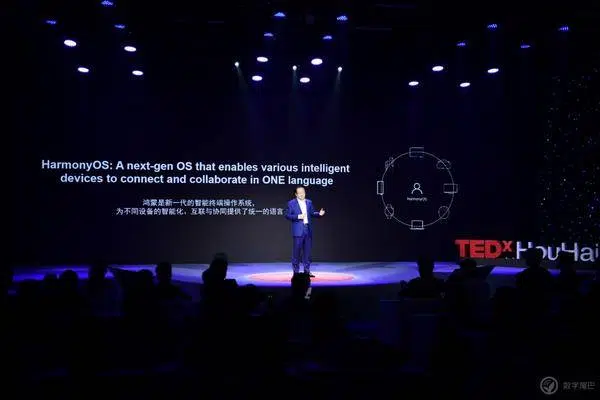 HarmonyOS: A next-gen OS that enables various intelligent
devices to connect and collaborate in ONE language
鸿蒙是新一代的智能终端操作系统,
为不同设备的智能化、互联与协同提供了统一的语言
HarmonyOS
TEDx HouHai
数字尾巴